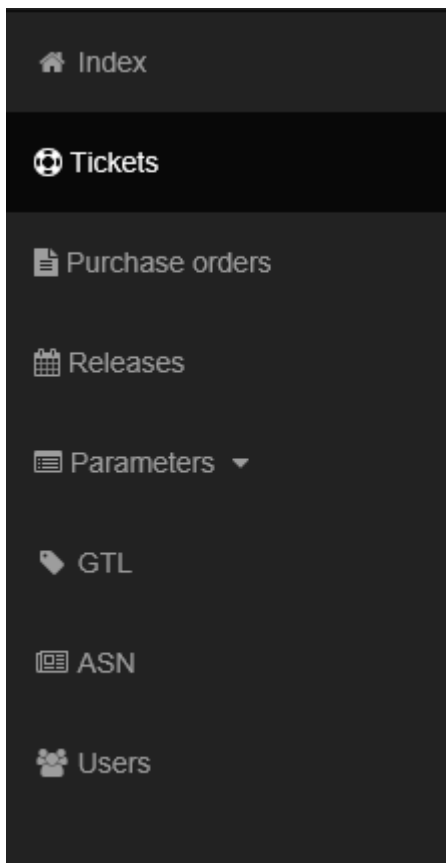 Index
Tickets
Purchase orders
Releases
Parameters
GTL
ASN
Users